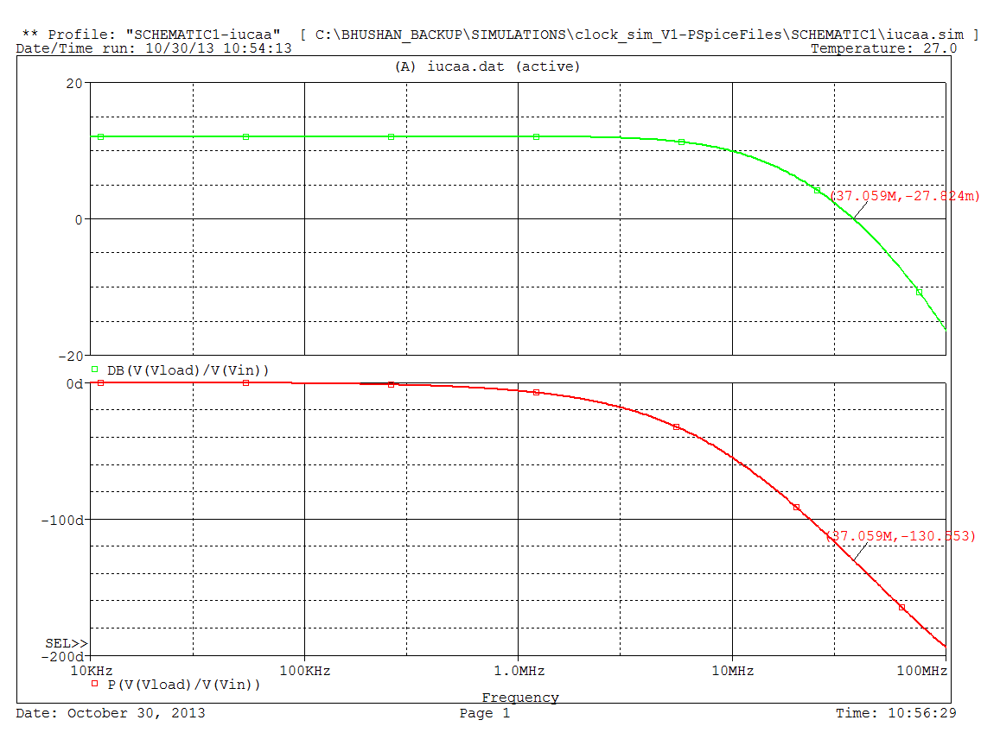 ** Profile: "SCHEMATIC1-iucaa" [ C:\BHUSHAN_BACKUP\SIMULATIONS\clock_sim_V1-PSpiceFiles\SCHEMATIC1\iucaa.sim ]
Date/Time run: 10/30/13 10:54:13 Temperature: 27.0
(A) iucaa.dat (active)
20
(37.059M,-27.824m)
0
-20
DB(V(Vload)/V(Vin))
0d
-100d
(37.059M,-130.553)
SEL>>
-200d
10KHz 100KHz 1.0MHz 10MHz 100MHz
P(V(Vload)/V(Vin))
Frequency
Date: October 30, 2013 Page 1 Time: 10:56:29